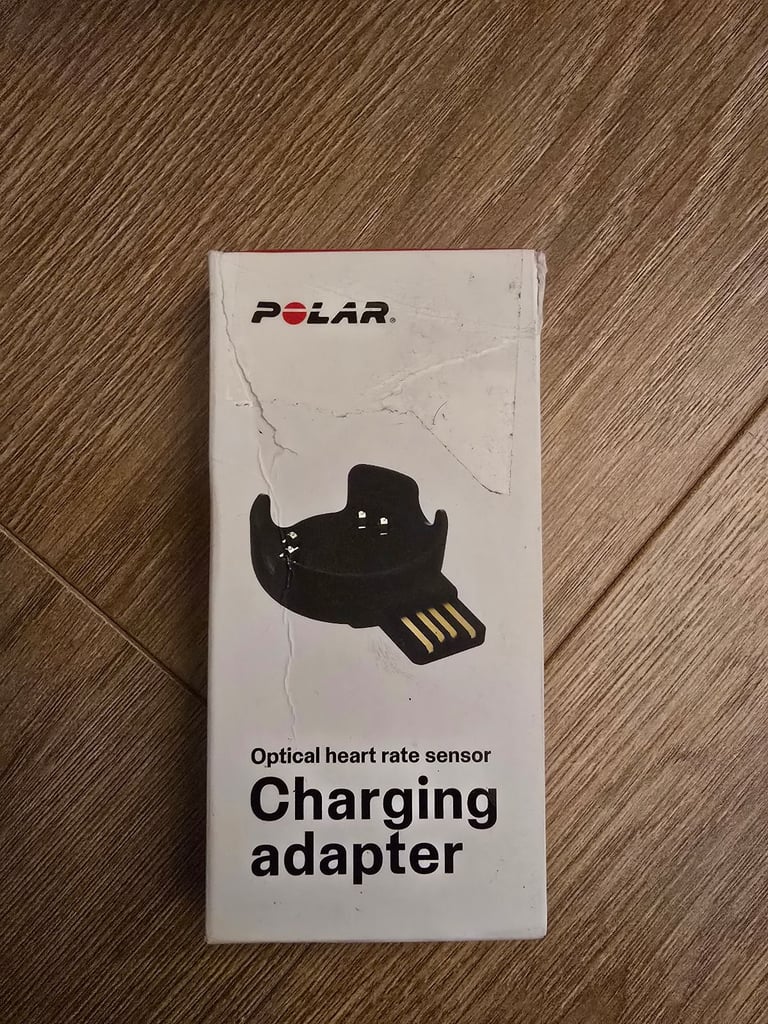 POLAR®
Optical heart rate sensor
Charging
adapter